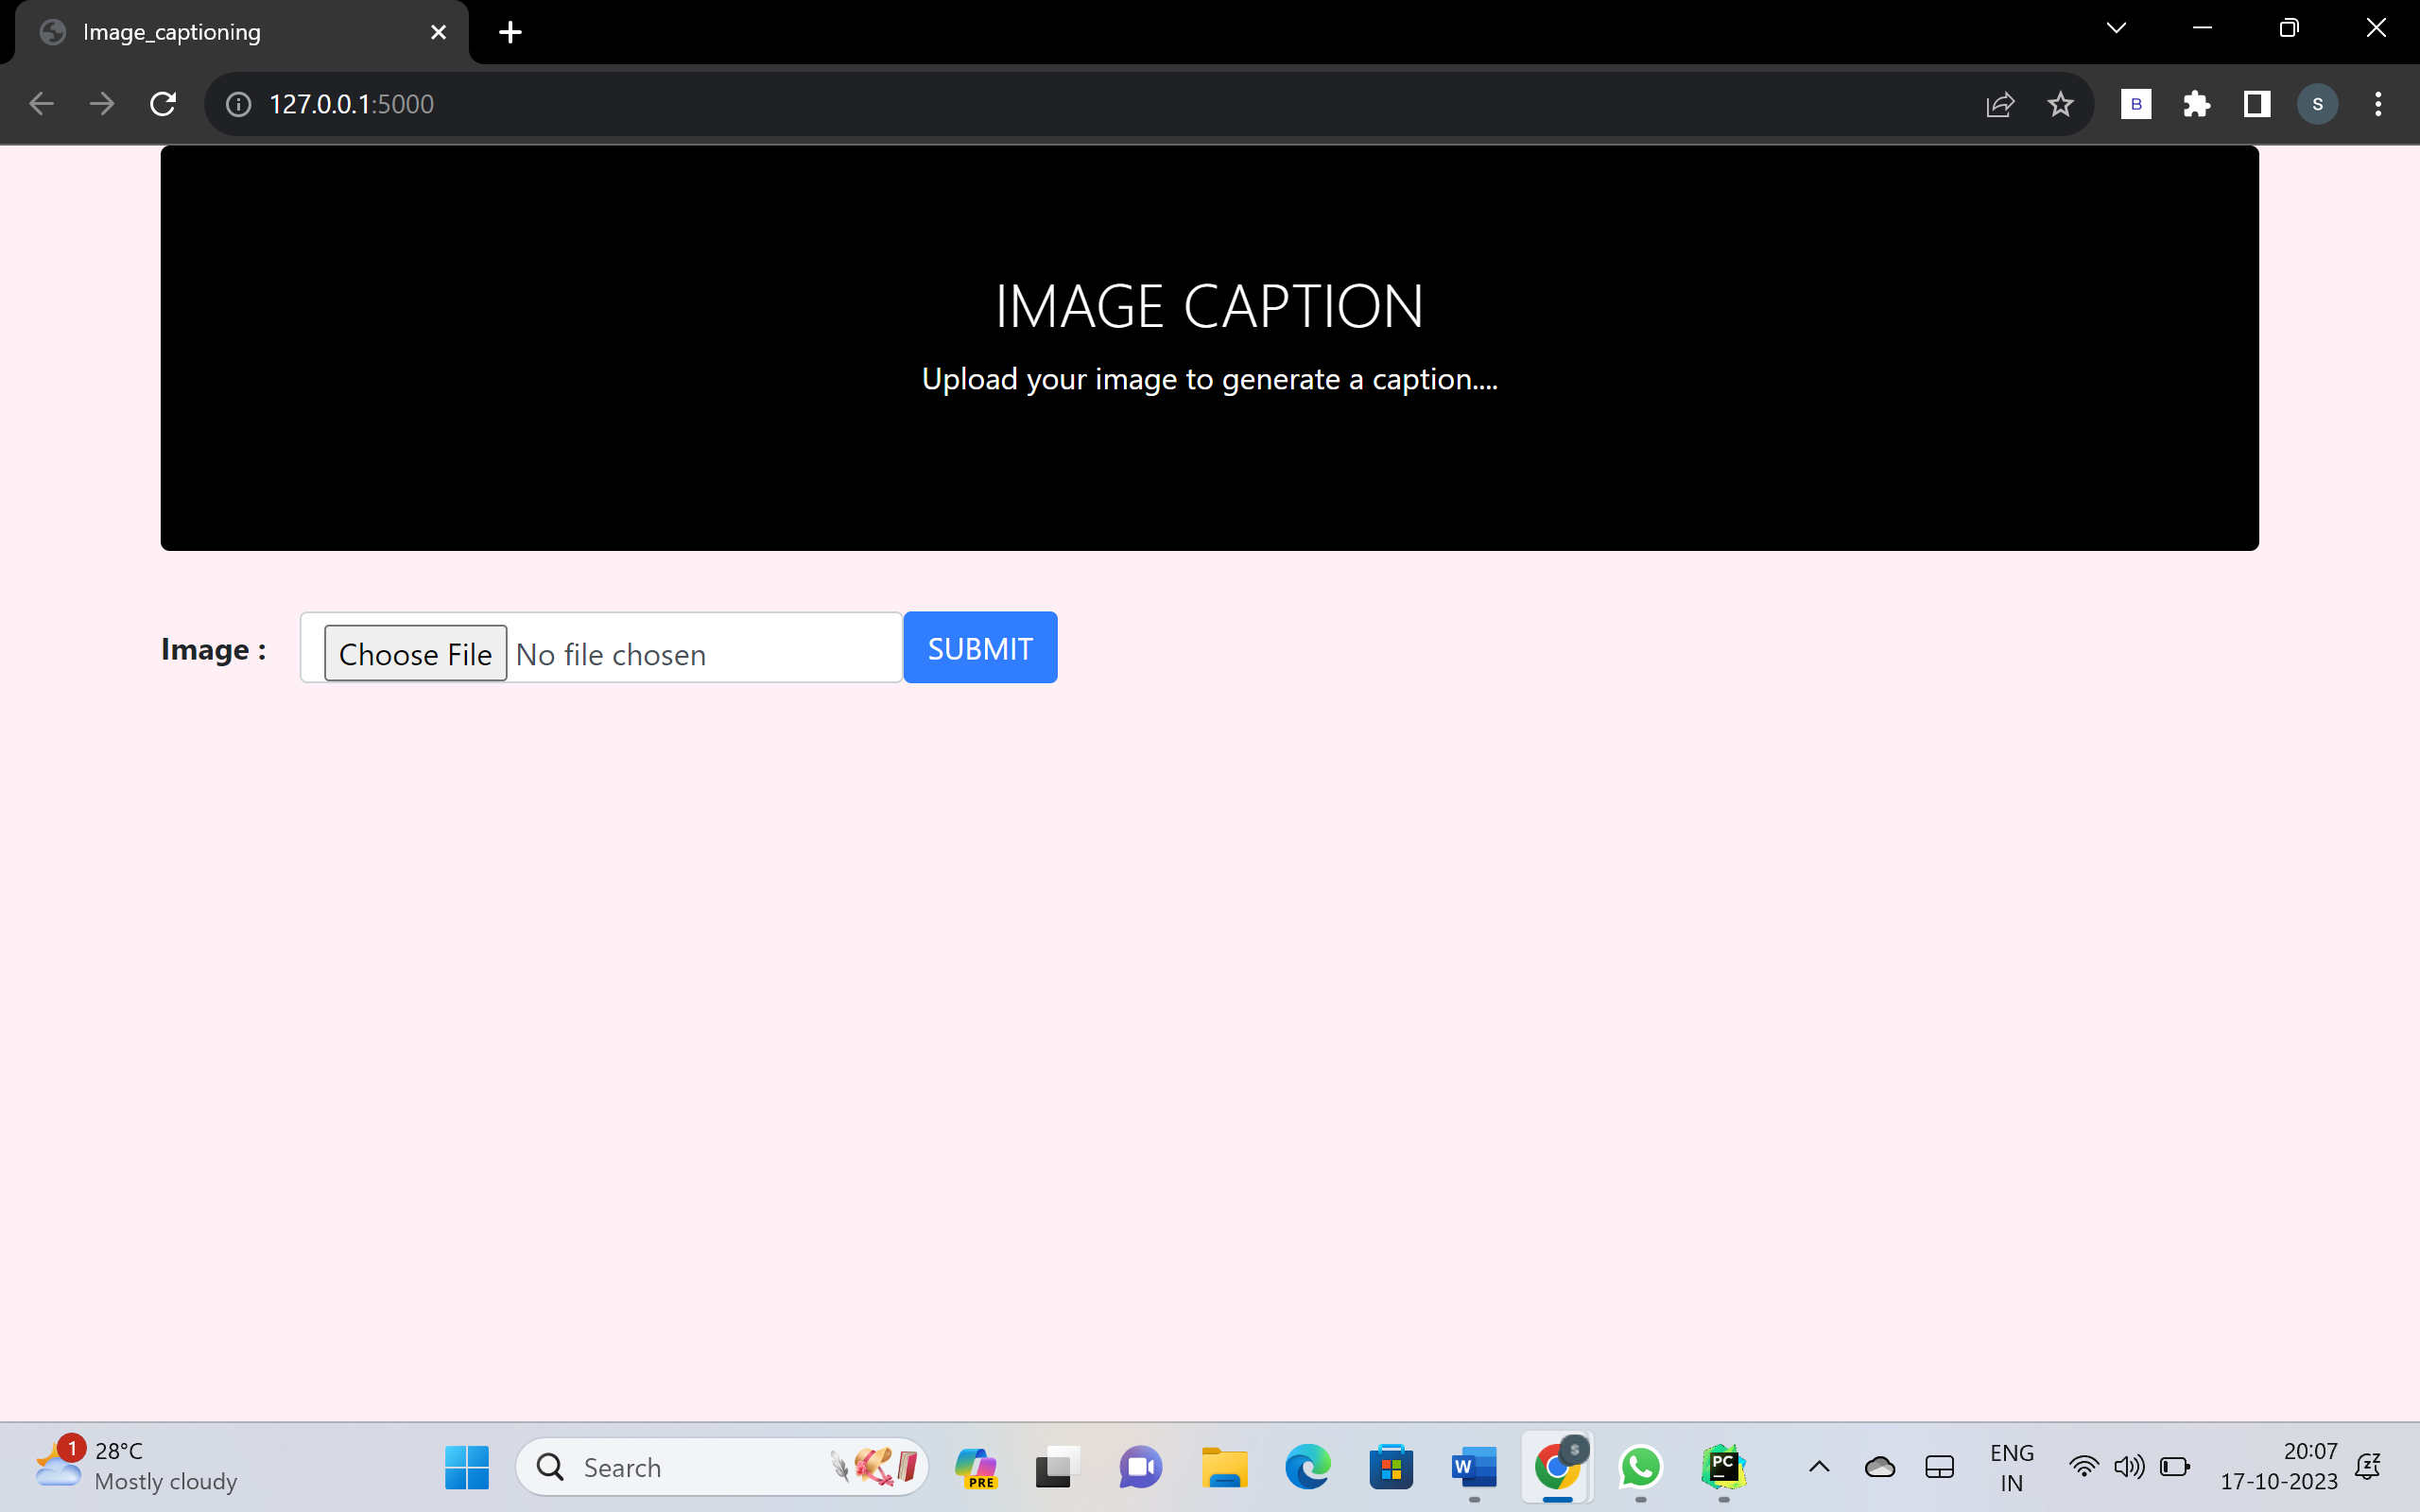 Image_captioning
127.0.0.1:5000
B
S
IMAGE CAPTION
Upload your image to generate a caption....
Image :
Choose File No file chosen
SUBMIT
1
28°C
Mostly cloudy
Search
PRE
W
S
PC
ENG
IN
20:07
17-10-2023